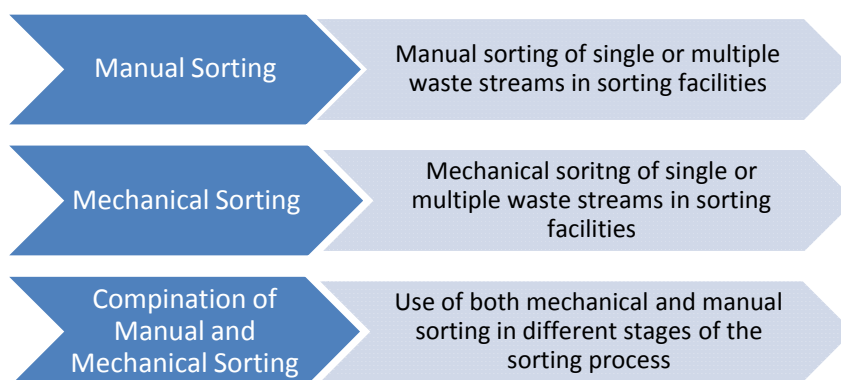 Manual Sorting
Manual sorting of single or multiple
waste streams in sorting facilities
Mechanical Sorting
Mechanical soritng of single or
multiple waste streams in sorting
facilities
Compination of
Manual and
Mechanical Sorting
Use of both mechanical and manual
sorting in different stages of the
sorting process